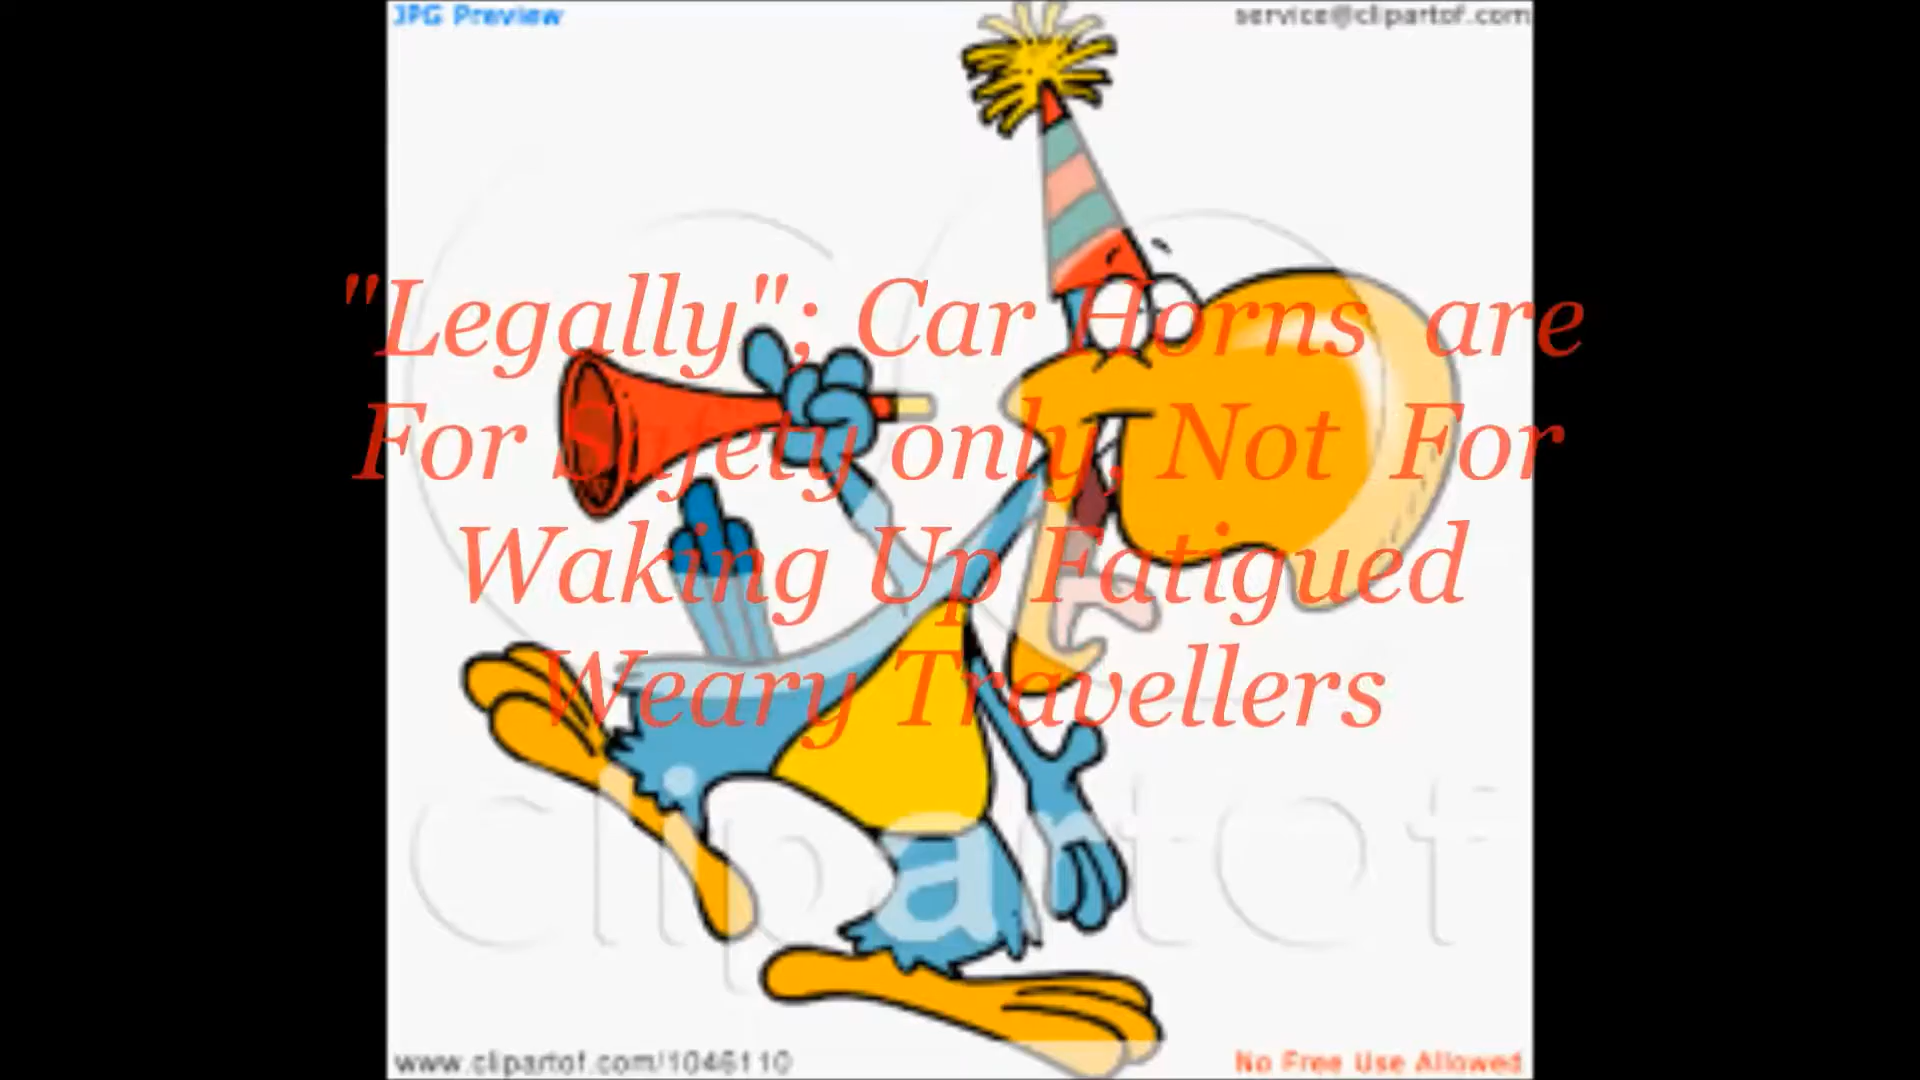 JPG Preview
service@clipartof.com
"Legally"; Car Horns are
For Safety only, Not For
Waking Up Fatigued
Weary Travellers
clipartof
www.clipartof.com/1046110
No Free Use Allowed